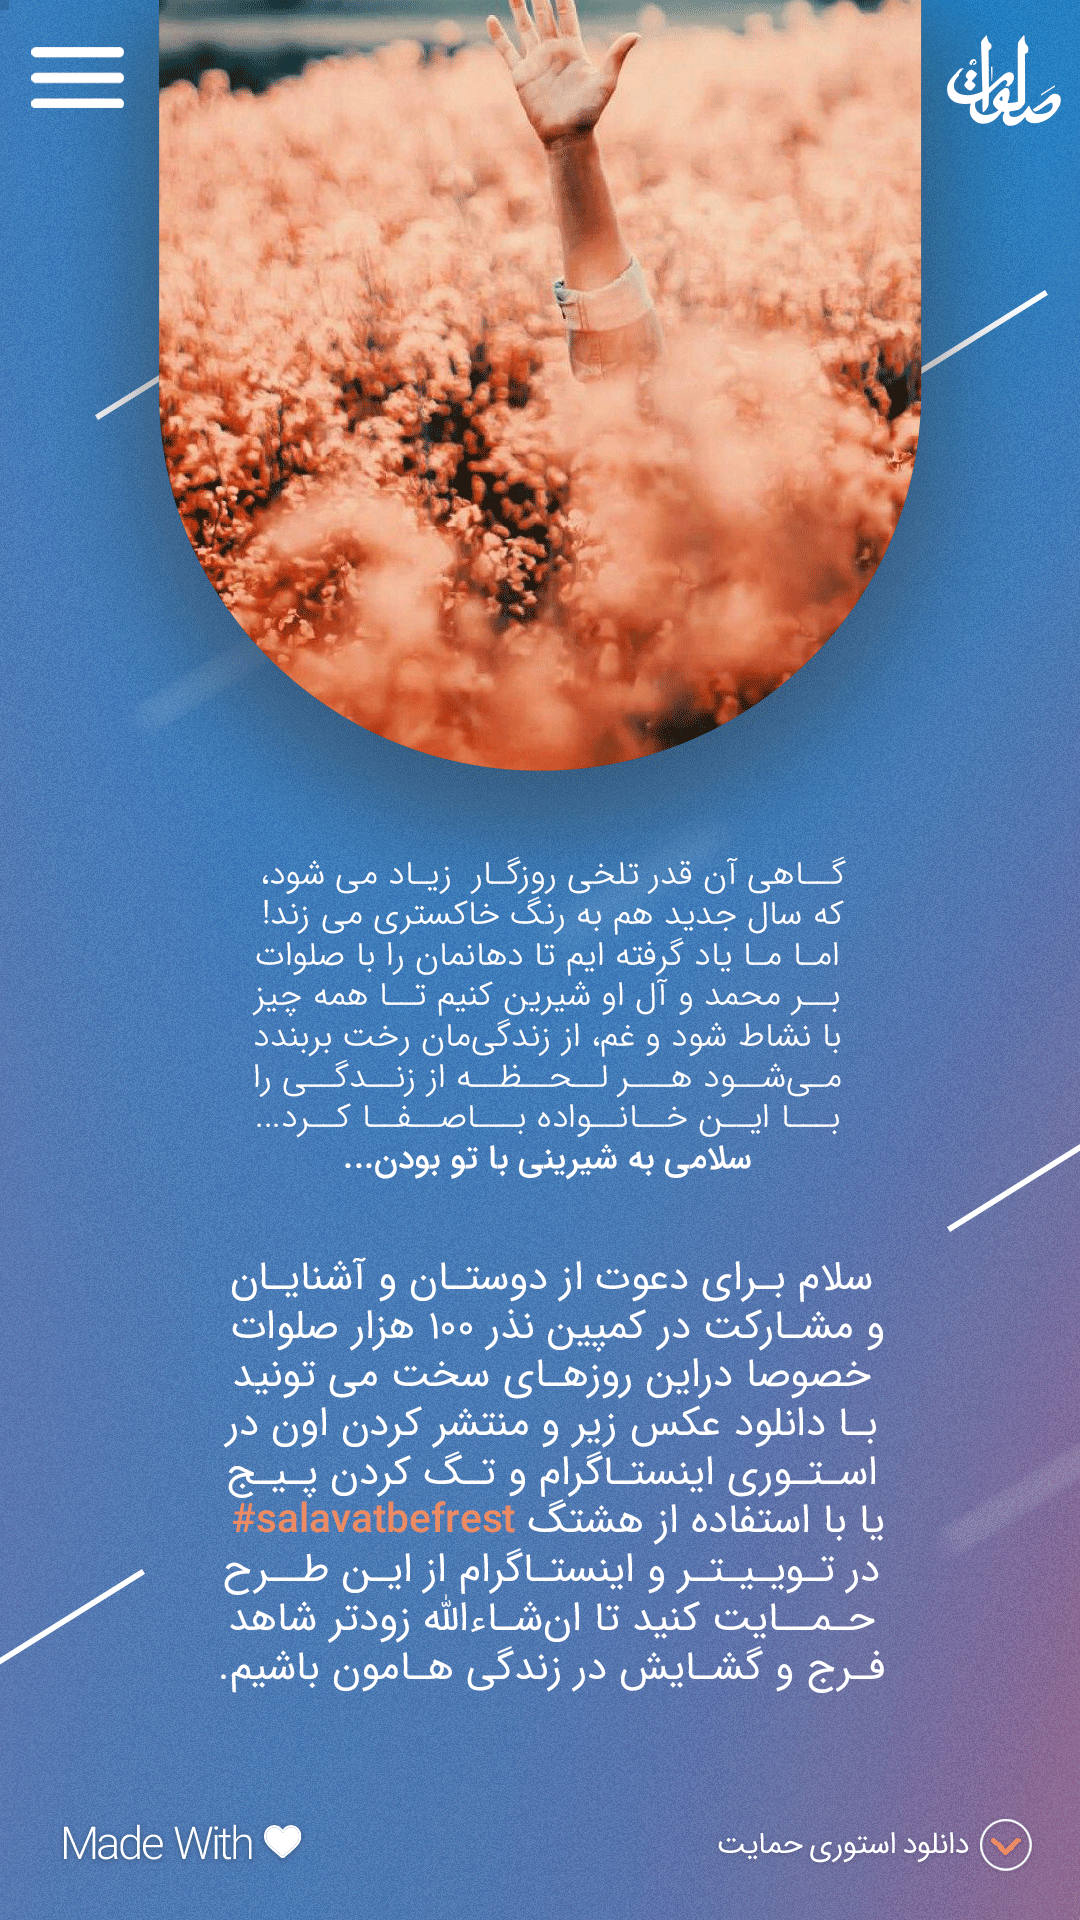 صلوات
گاهی آن قدر تلخی روزگار زیاد می شود،
که سال جدید هم به رنگ خاکستری می زند!
اما ما یاد گرفته ایم تا دهانمان را با صلوات
بر محمد و آل او شیرین کنیم تا همه چیز
با نشاط شود و غم، از زندگی‌مان رخت بربندد
می‌شود هر لحظه از زندگی را
با این خانواده باصفا کرد...
سلامی به شیرینی با تو بودن...
سلام برای دعوت از دوستان و آشنایان
و مشارکت در کمپین نذر ۱۰۰ هزار صلوات
خصوصا دراین روزهای سخت می تونید
با دانلود عکس زیر و منتشر کردن اون در
استوری اینستاگرام و تگ کردن پیج
یا با استفاده از هشتگ #salavatbefrest
در توییتر و اینستاگرام از این طرح
حمایت کنید تا ان‌شاءالله زودتر شاهد
فرج و گشایش در زندگی هامون باشیم.
دانلود استوری حمایت
Made With